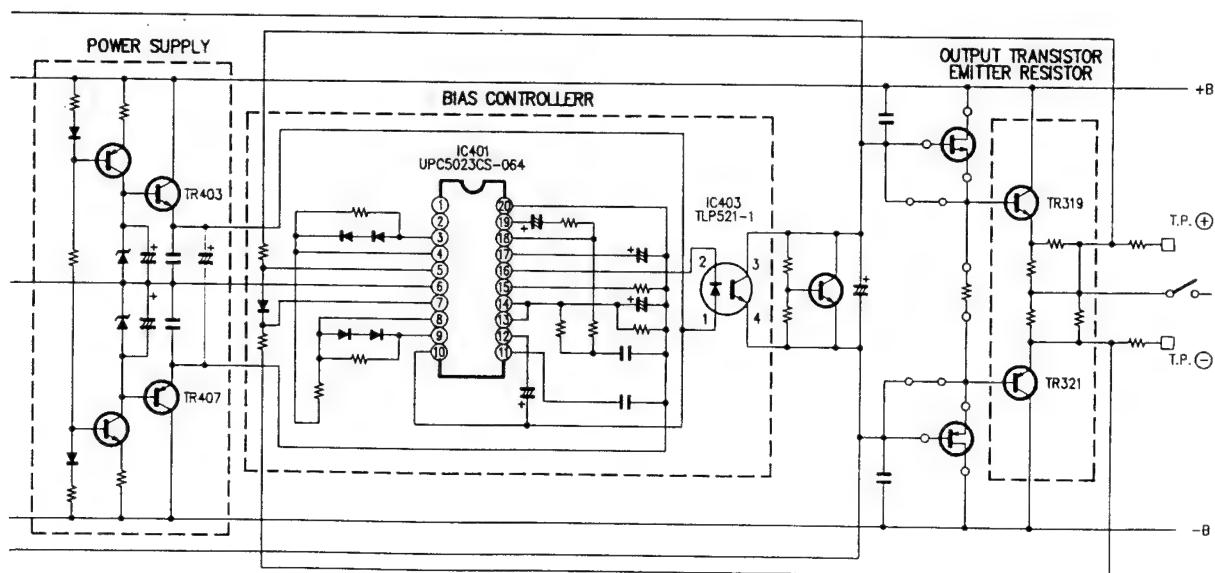 POWER SUPPLY
BIAS CONTROLLERR
OUTPUT TRANSISTOR
EMITTER RESISTOR
+B
IC401
UPC5023CS-064
TR403
1
2
3
4
5
6
7
8
9
10
20
19
18
17
16
15
14
13
12
11
IC403
TLP521-1
2
3
1
4
TR319
T.P. ⊕
T.P. ⊖
TR407
TR321
-B